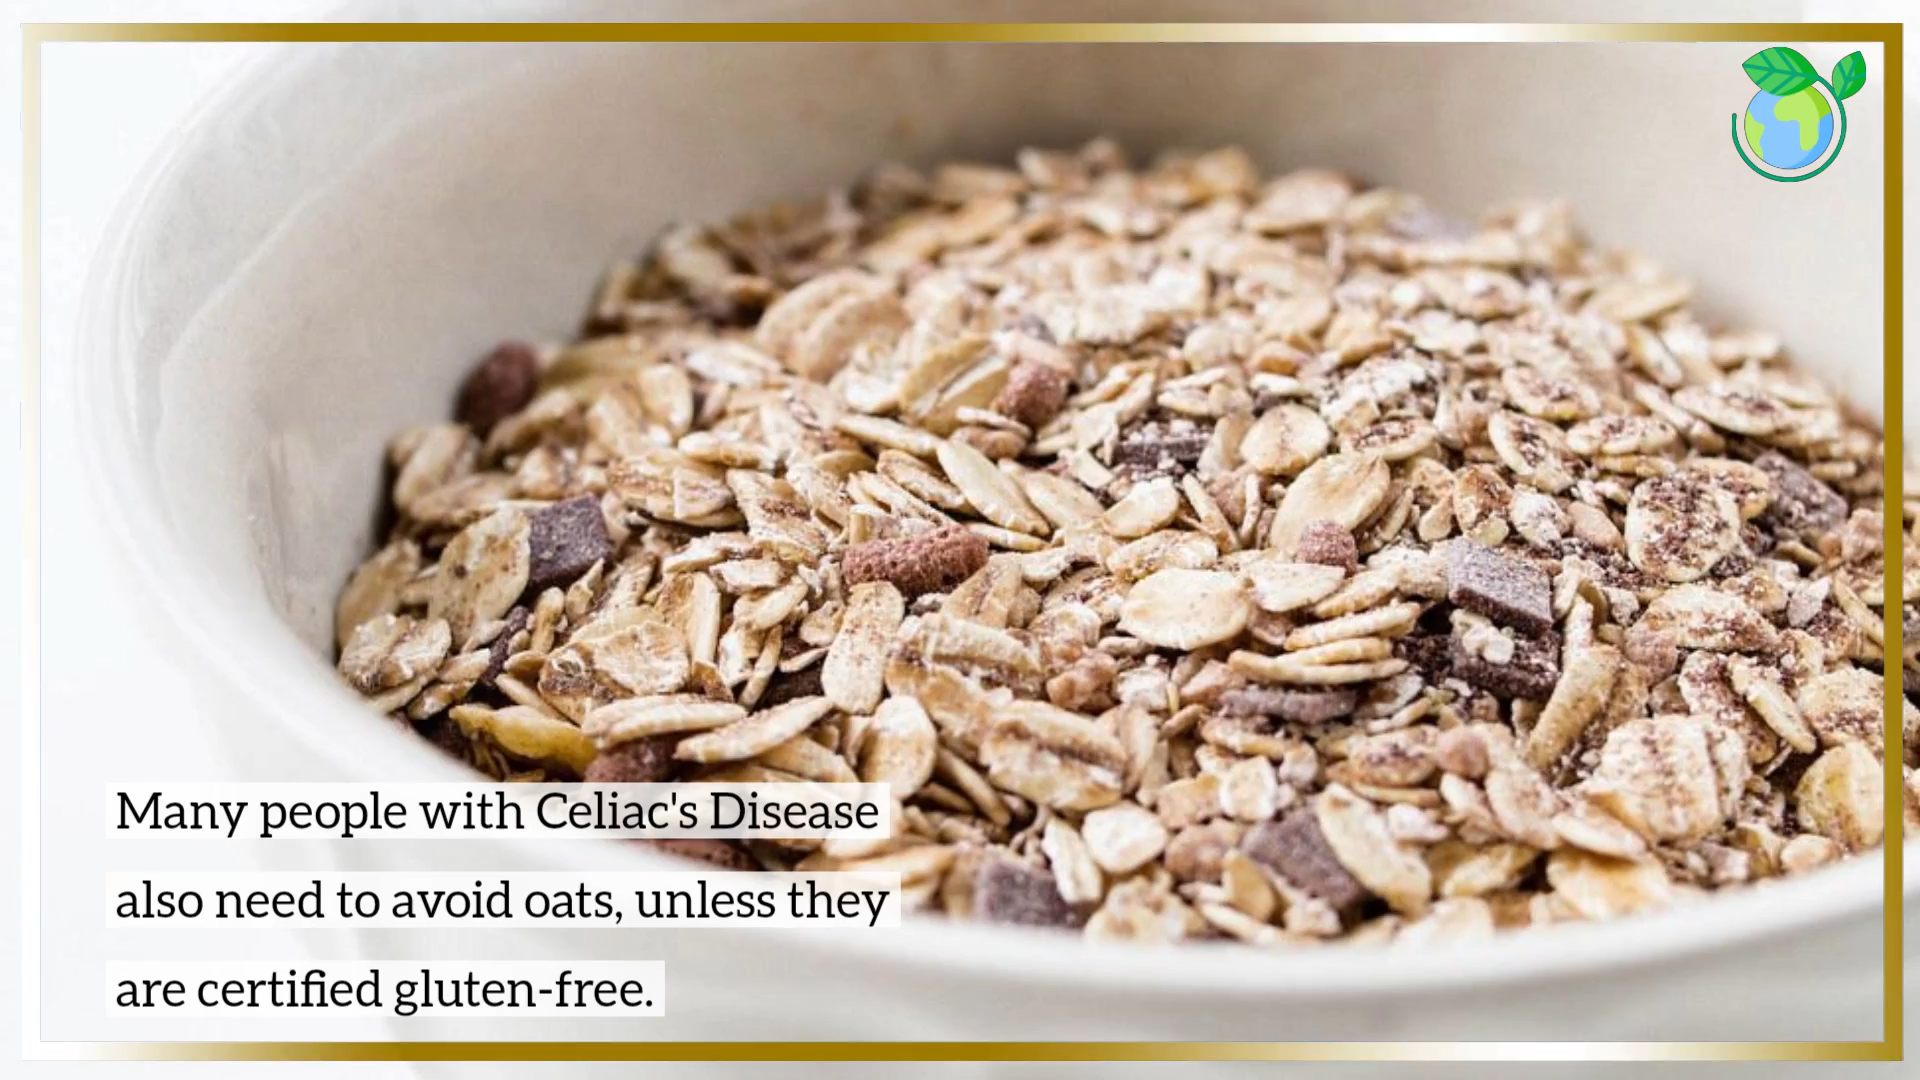 Many people with Celiac's Disease
also need to avoid oats, unless they
are certified gluten-free.